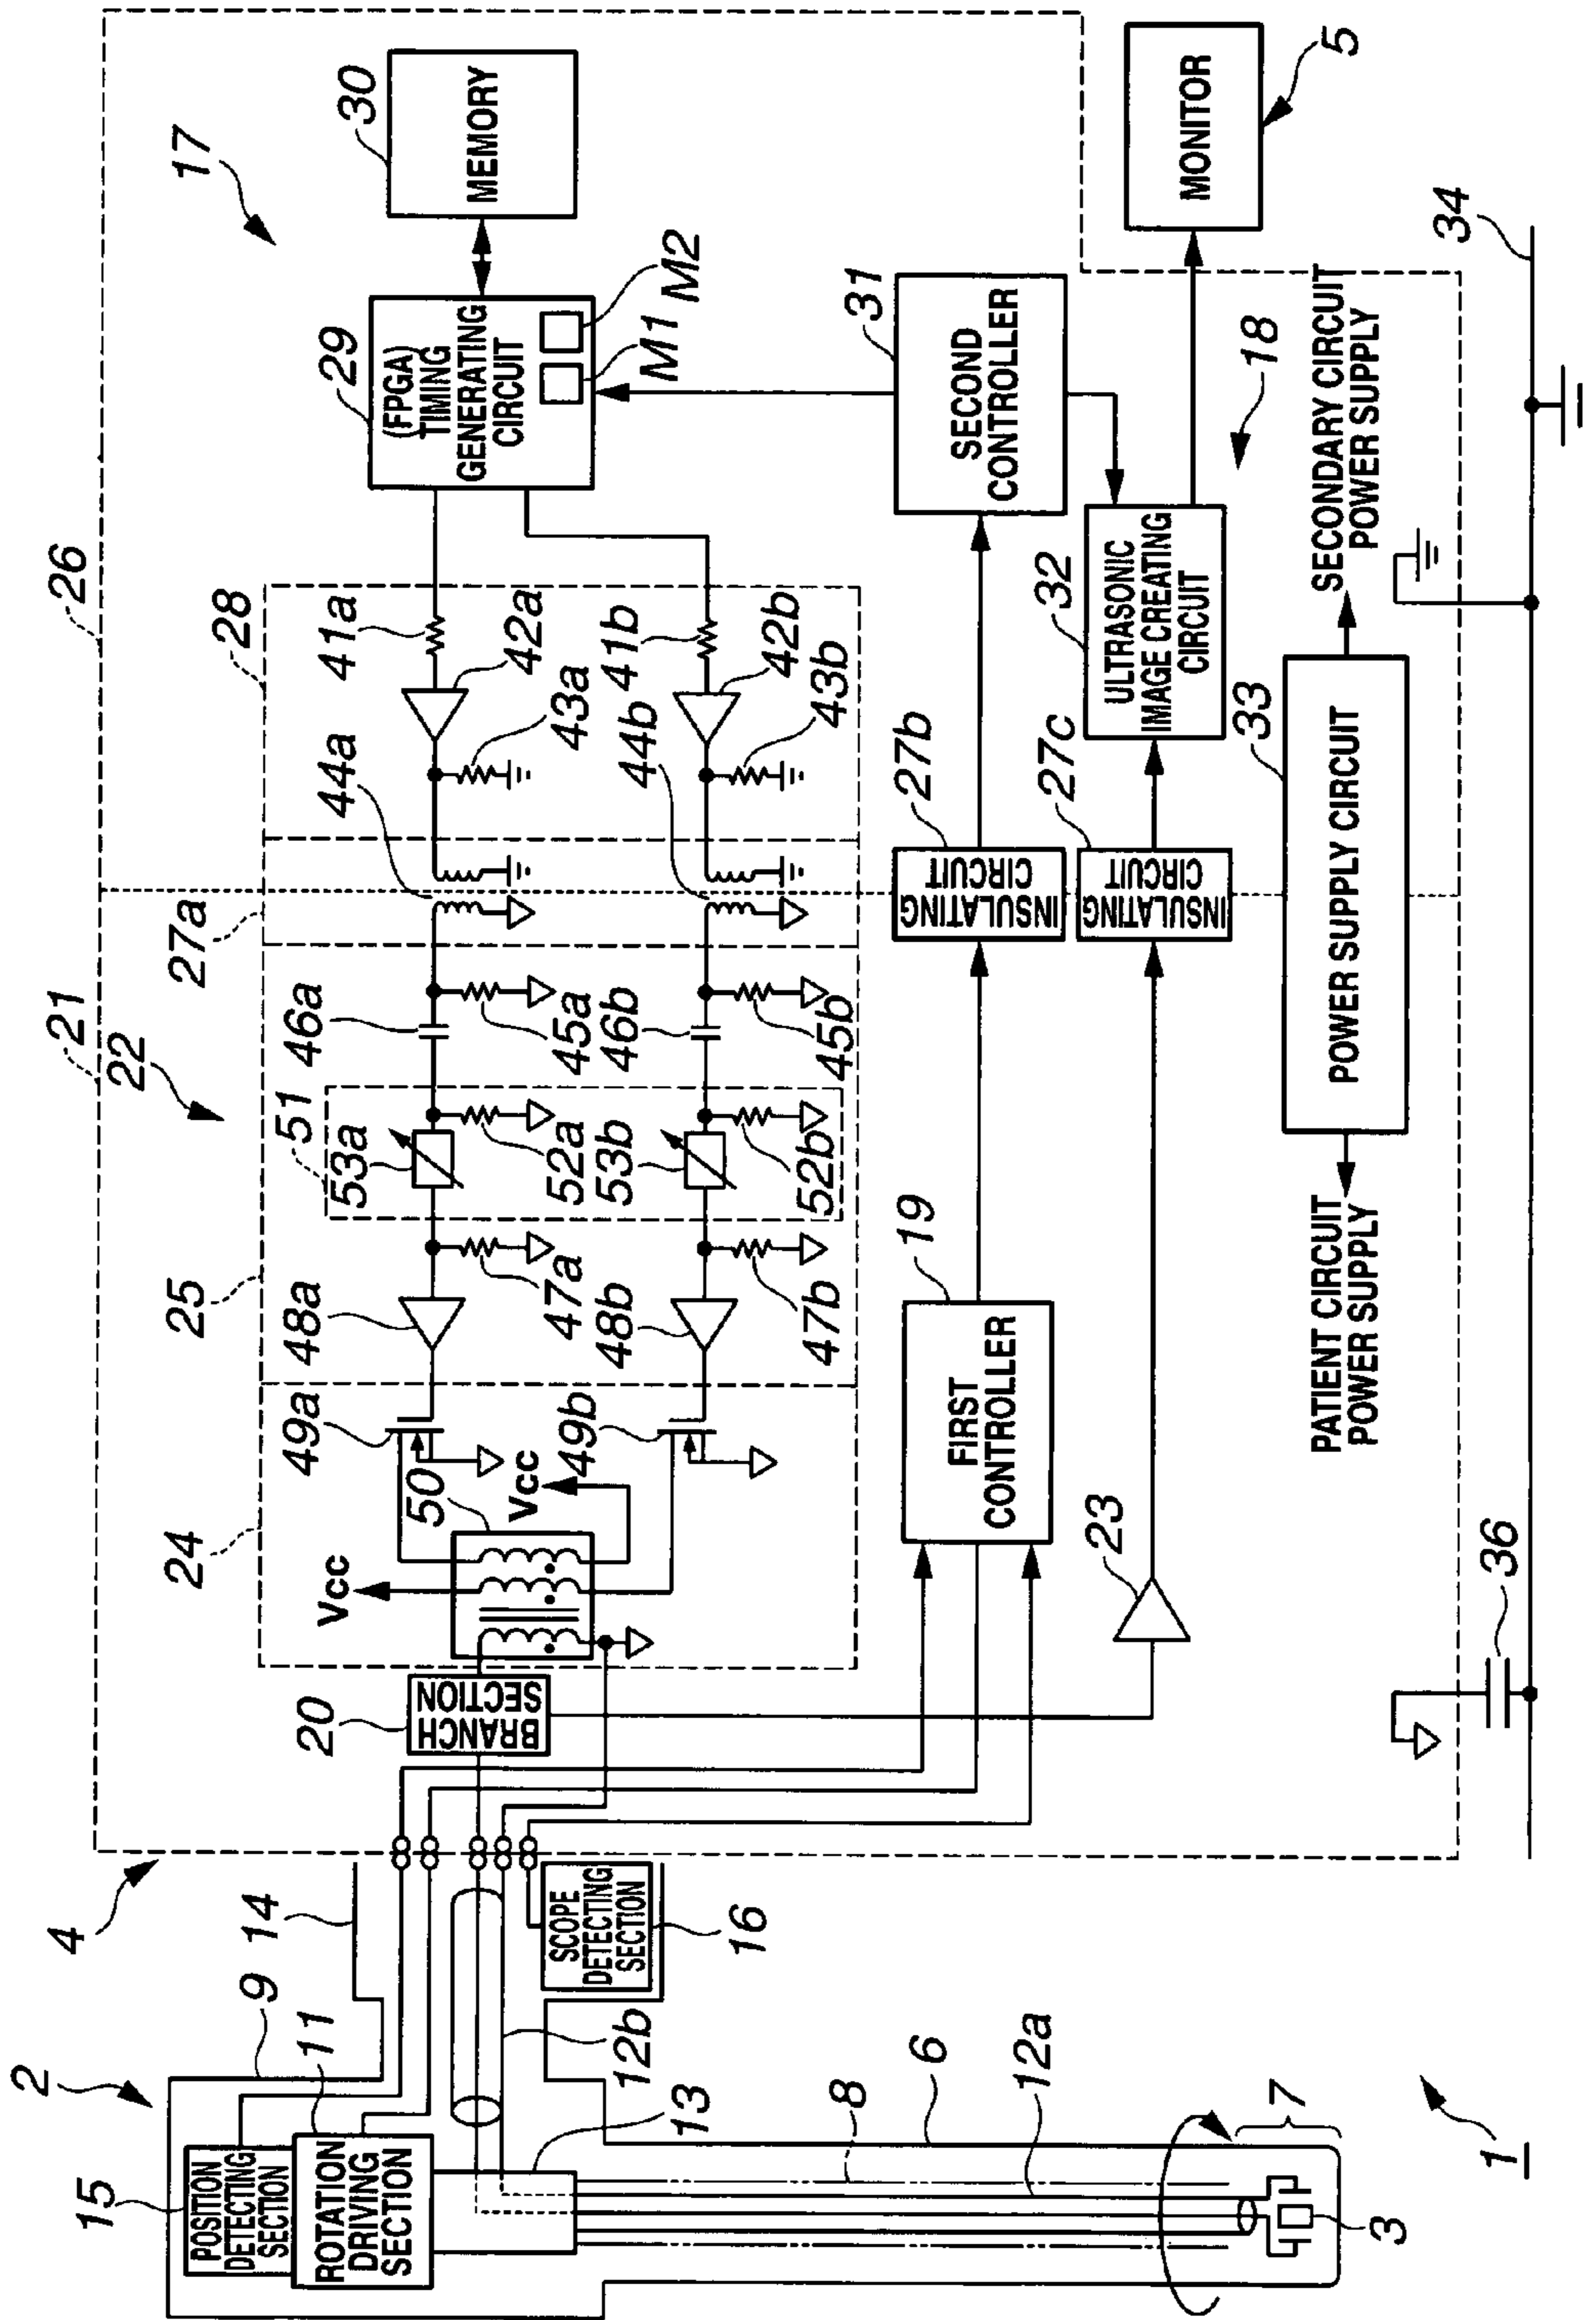 2
15
POSITION
DETECTING
SECTION
9
11
ROTATION
DRIVING
SECTION
4
14
12b
13
SCOPE
DETECTING
SECTION
16
8
6
12a
7
3
1
21
22
26
17
24
25
27a
28
20
BRANCH
SECTION
Vcc
50
Vcc
49a
49b
48a
48b
47a
47b
51
53a
52a
53b
52b
46a
45a
46b
45b
44a
44b
43a
43b
42a
42b
41a
41b
29
(FPGA)
TIMING
GENERATING
CIRCUIT
M1
M2
30
MEMORY
19
FIRST
CONTROLLER
23
27b
INSULATING
CIRCUIT
27c
INSULATING
CIRCUIT
31
SECOND
CONTROLLER
32
ULTRASONIC
IMAGE CREATING
CIRCUIT
18
MONITOR
5
PATIENT CIRCUIT
POWER SUPPLY
33
POWER SUPPLY CIRCUIT
SECONDARY CIRCUIT
POWER SUPPLY
36
34